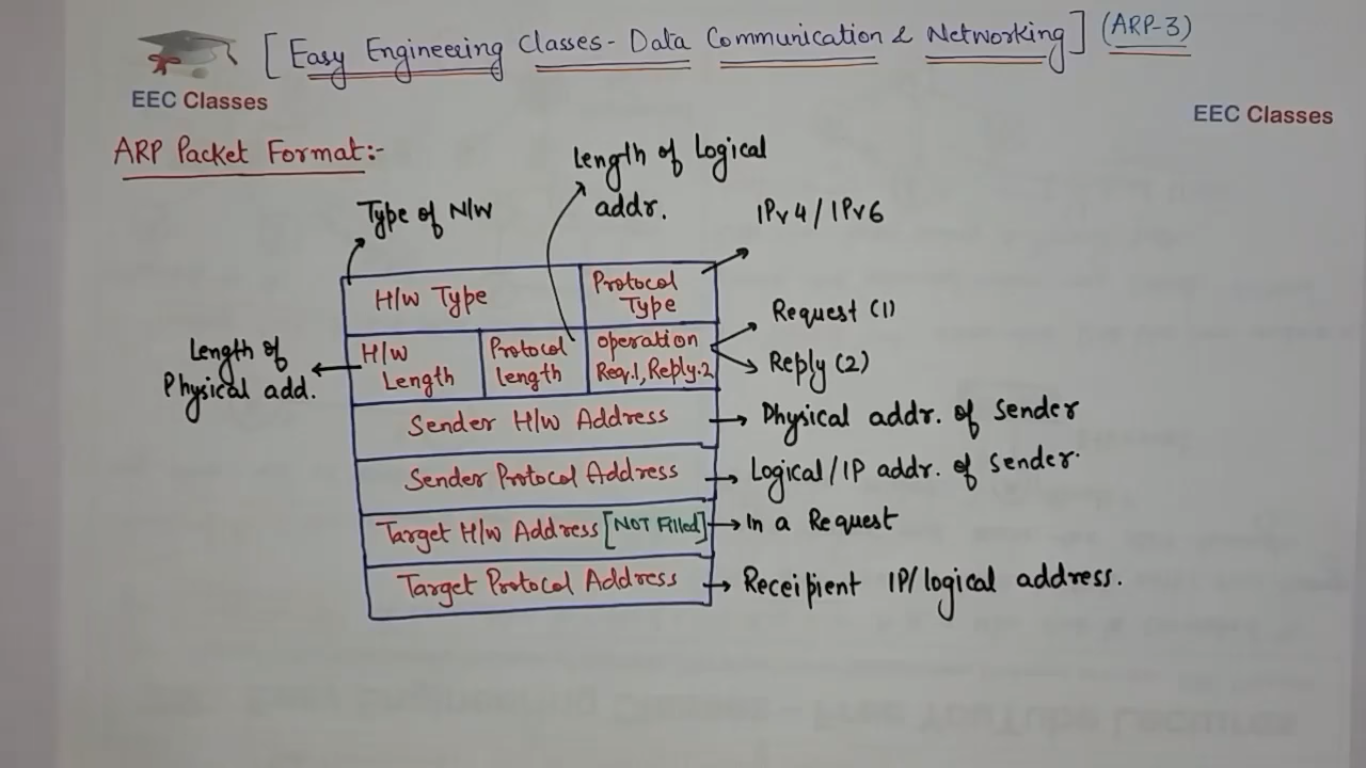 [Easy Engineering Classes - Data Communication & Networking] (ARP-3)
EEC Classes
EEC Classes
ARP Packet Format:-
Length of Logical
addr.
Type of N/W
IPv4/IPv6
H/w Type
Protocol
Type
Request (1)
Reply (2)
Length of
Physical add.
H/w
Length
Protocol
length
operation
Req.1, Reply.2
Sender H/w Address
Physical addr. of Sender
Sender Protocol Address
Logical/IP addr. of Sender.
Target H/w Address [NOT Filled]
In a Request
Target Protocol Address
Receipient IP/logical address.